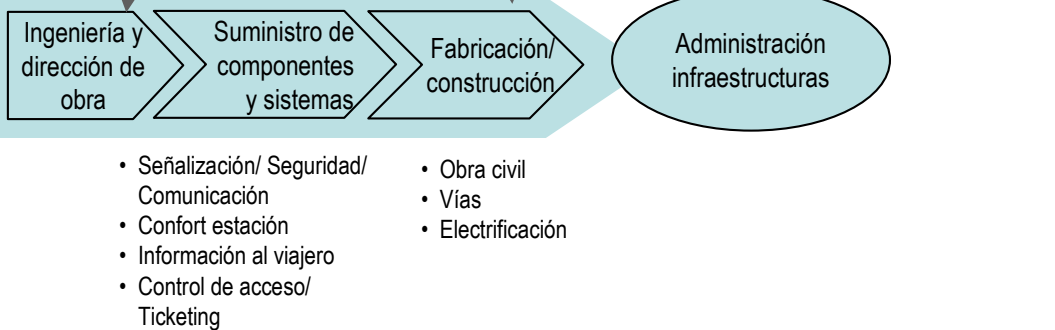 Ingeniería y
dirección de
obra
Suministro de
componentes
y sistemas
Fabricación/
construcción
Administración
infraestructuras
• Señalización/ Seguridad/
Comunicación
• Confort estación
• Información al viajero
• Control de acceso/
Ticketing
• Obra civil
• Vías
• Electrificación